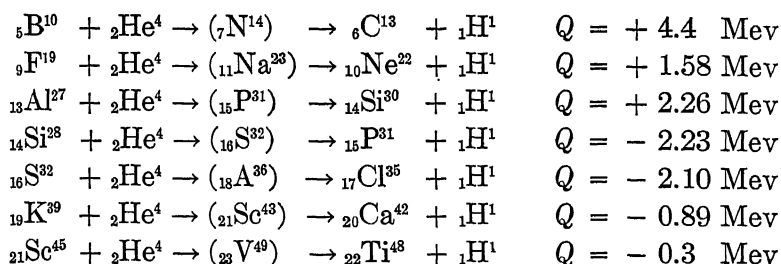 ₅B¹⁰ + ₂He⁴ → (₇N¹⁴) → ₆C¹³ + ₁H¹ Q = + 4.4 Mev
₉F¹⁹ + ₂He⁴ → (₁₁Na²³) → ₁₀Ne²² + ₁H¹ Q = + 1.58 Mev
₁₃Al²⁷ + ₂He⁴ → (₁₅P³¹) → ₁₄Si³⁰ + ₁H¹ Q = + 2.26 Mev
₁₄Si²⁸ + ₂He⁴ → (₁₆S³²) → ₁₅P³¹ + ₁H¹ Q = − 2.23 Mev
₁₆S³² + ₂He⁴ → (₁₈A³⁶) → ₁₇Cl³⁵ + ₁H¹ Q = − 2.10 Mev
₁₉K³⁹ + ₂He⁴ → (₂₁Sc⁴³) → ₂₀Ca⁴² + ₁H¹ Q = − 0.89 Mev
₂₁Sc⁴⁵ + ₂He⁴ → (₂₃V⁴⁹) → ₂₂Ti⁴⁸ + ₁H¹ Q = − 0.3 Mev